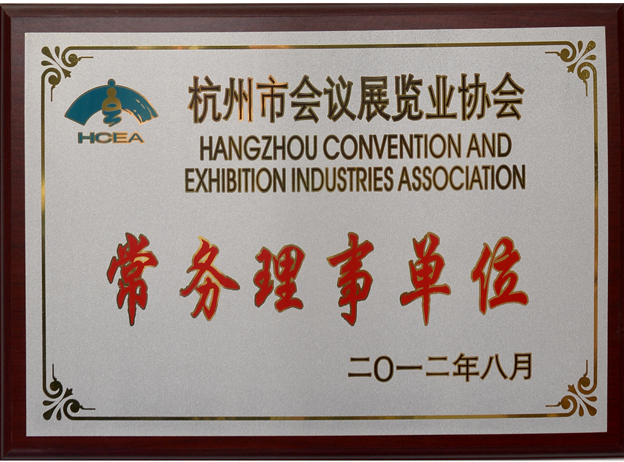 杭州市会议展览业协会
HCEA
HANGZHOU CONVENTION AND
EXHIBITION INDUSTRIES ASSOCIATION
常务理事单位
二〇一二年八月